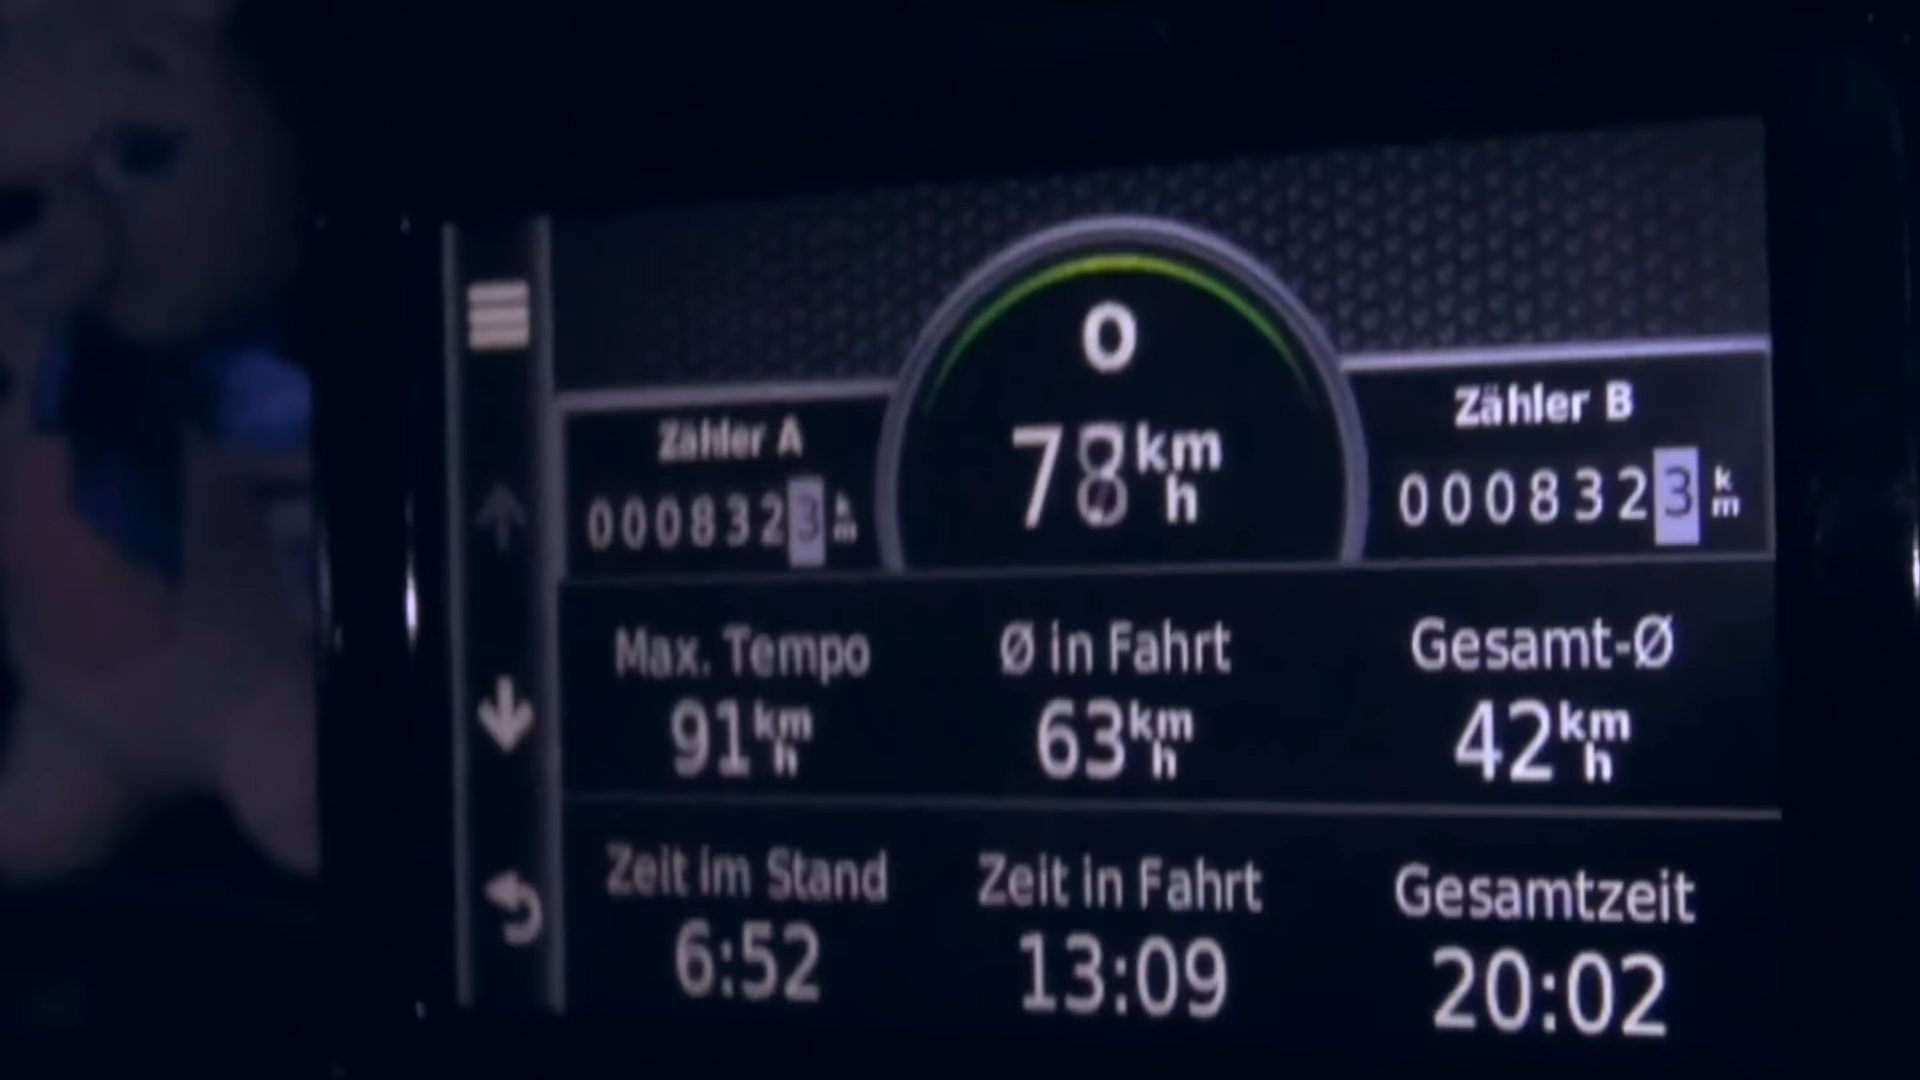 O
78 km/h
Zähler A
0008323 km
Zähler B
0008323 km
Max. Tempo
91 km/h
Ø in Fahrt
63 km/h
Gesamt-Ø
42 km/h
Zeit im Stand
6:52
Zeit in Fahrt
13:09
Gesamtzeit
20:02